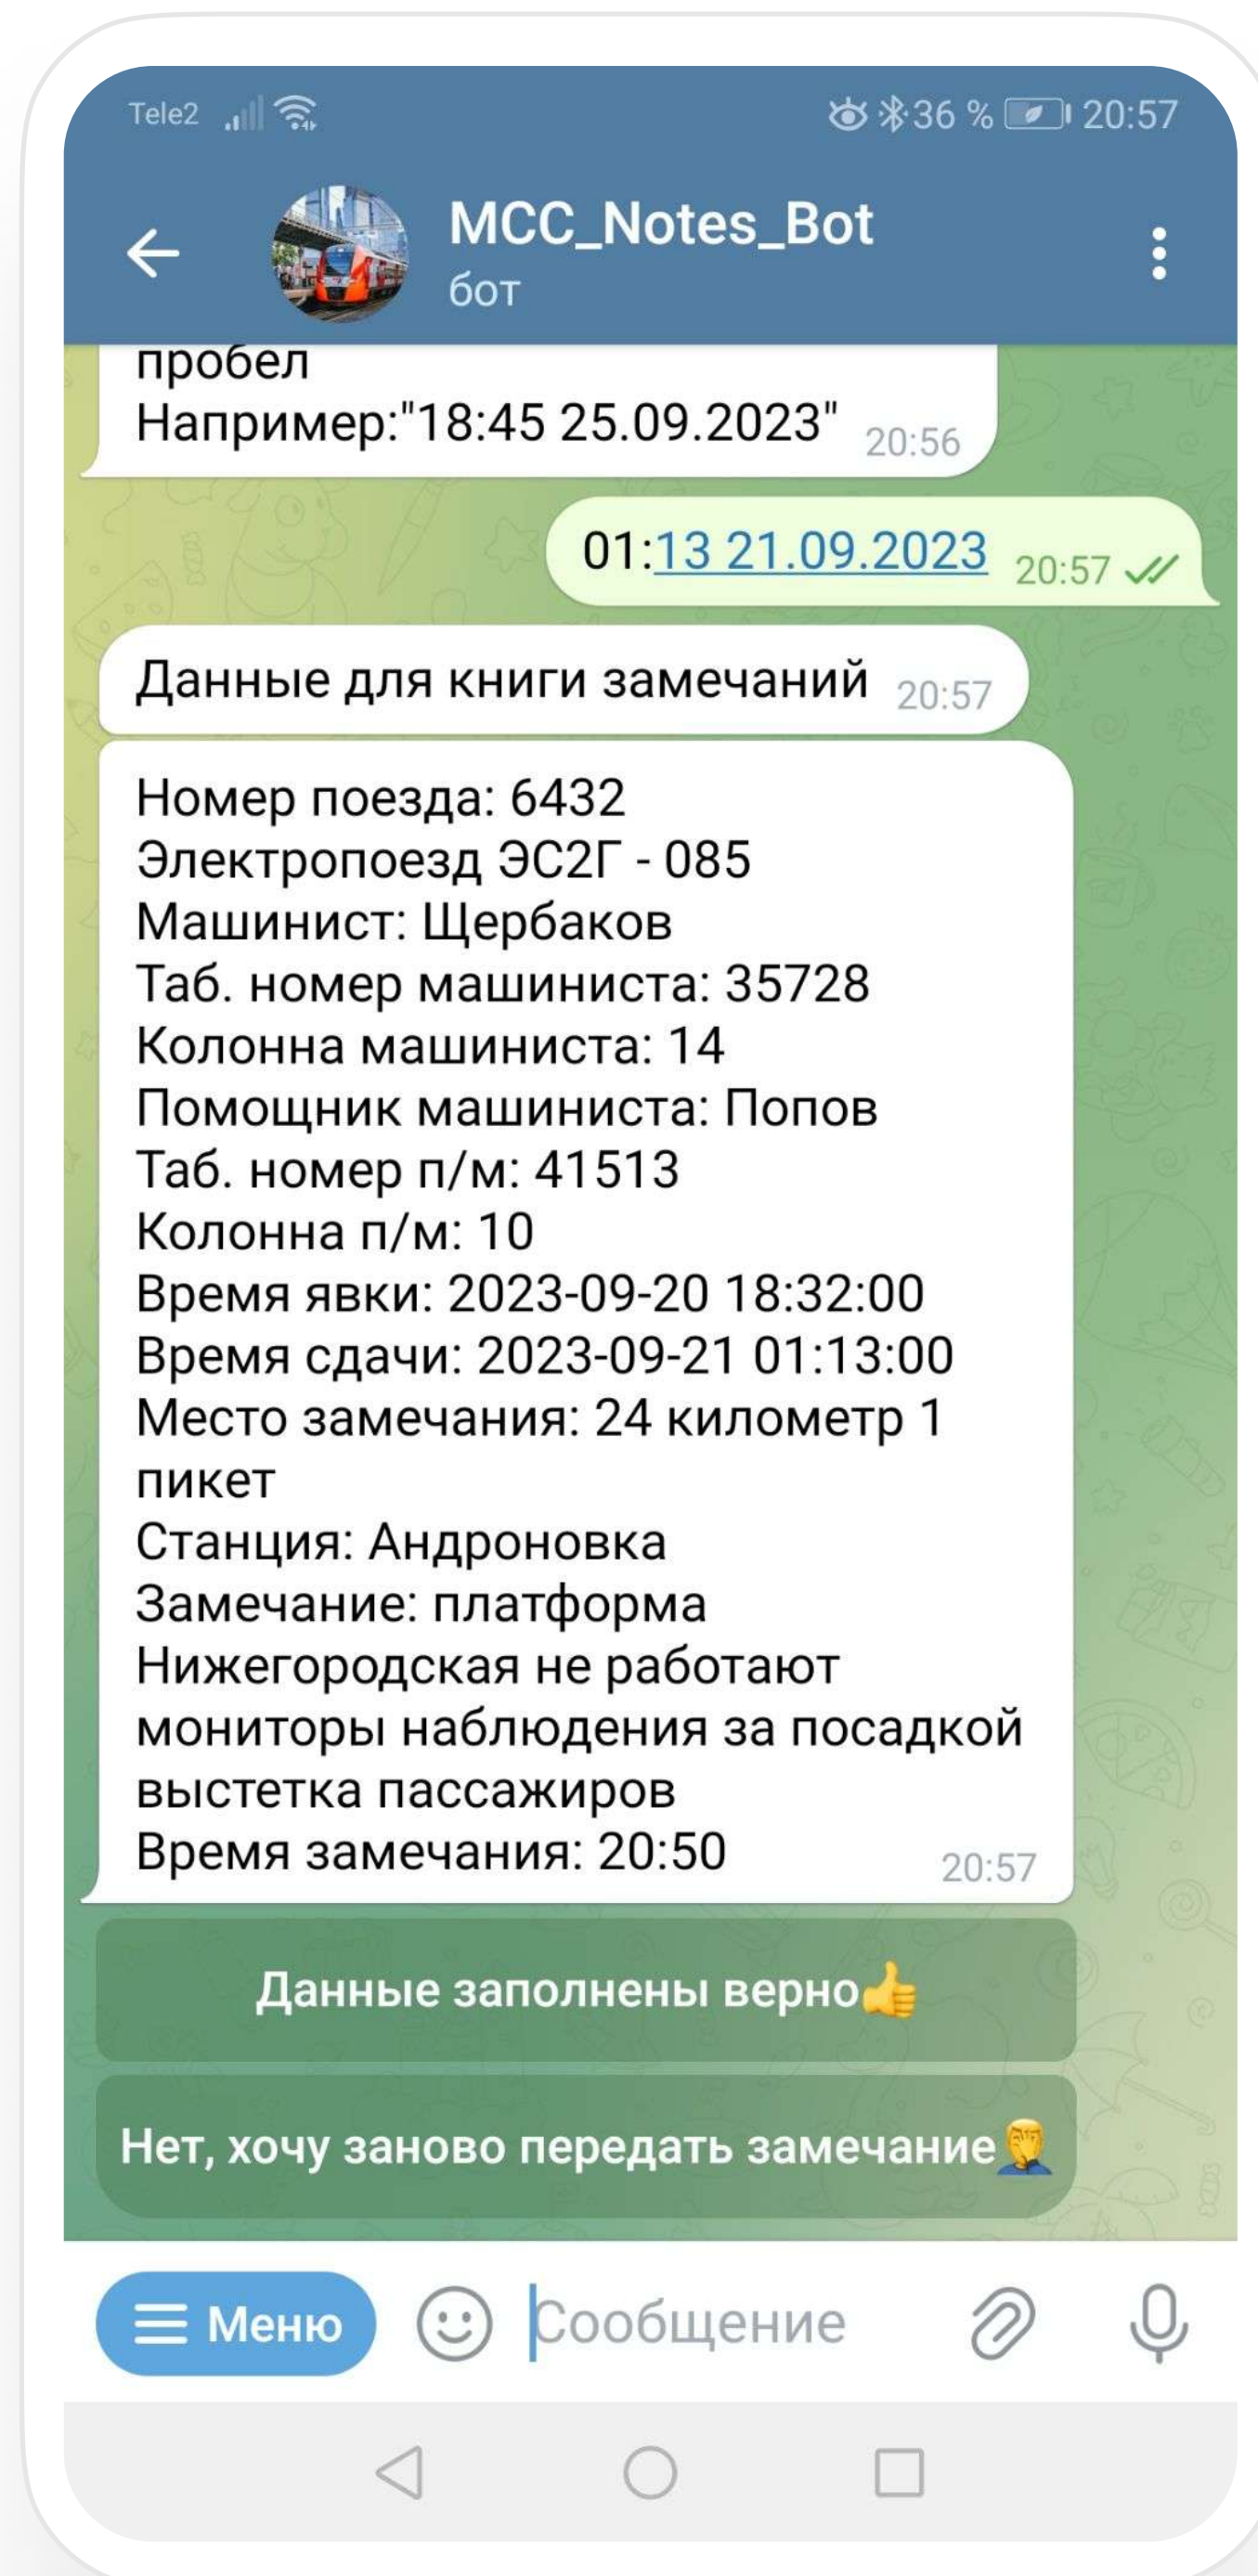 Tele2 36 % 20:57
MCC_Notes_Bot
бот
пробел
Например:"18:45 25.09.2023" 20:56
01:13 21.09.2023 20:57
Данные для книги замечаний 20:57
Номер поезда: 6432
Электропоезд ЭС2Г - 085
Машинист: Щербаков
Таб. номер машиниста: 35728
Колонна машиниста: 14
Помощник машиниста: Попов
Таб. номер п/м: 41513
Колонна п/м: 10
Время явки: 2023-09-20 18:32:00
Время сдачи: 2023-09-21 01:13:00
Место замечания: 24 километр 1
пикет
Станция: Андроновка
Замечание: платформа
Нижегородская не работают
мониторы наблюдения за посадкой
выстетка пассажиров
Время замечания: 20:50 20:57
Данные заполнены верно👍
Нет, хочу заново передать замечание🤦‍♂️
Меню Сообщение